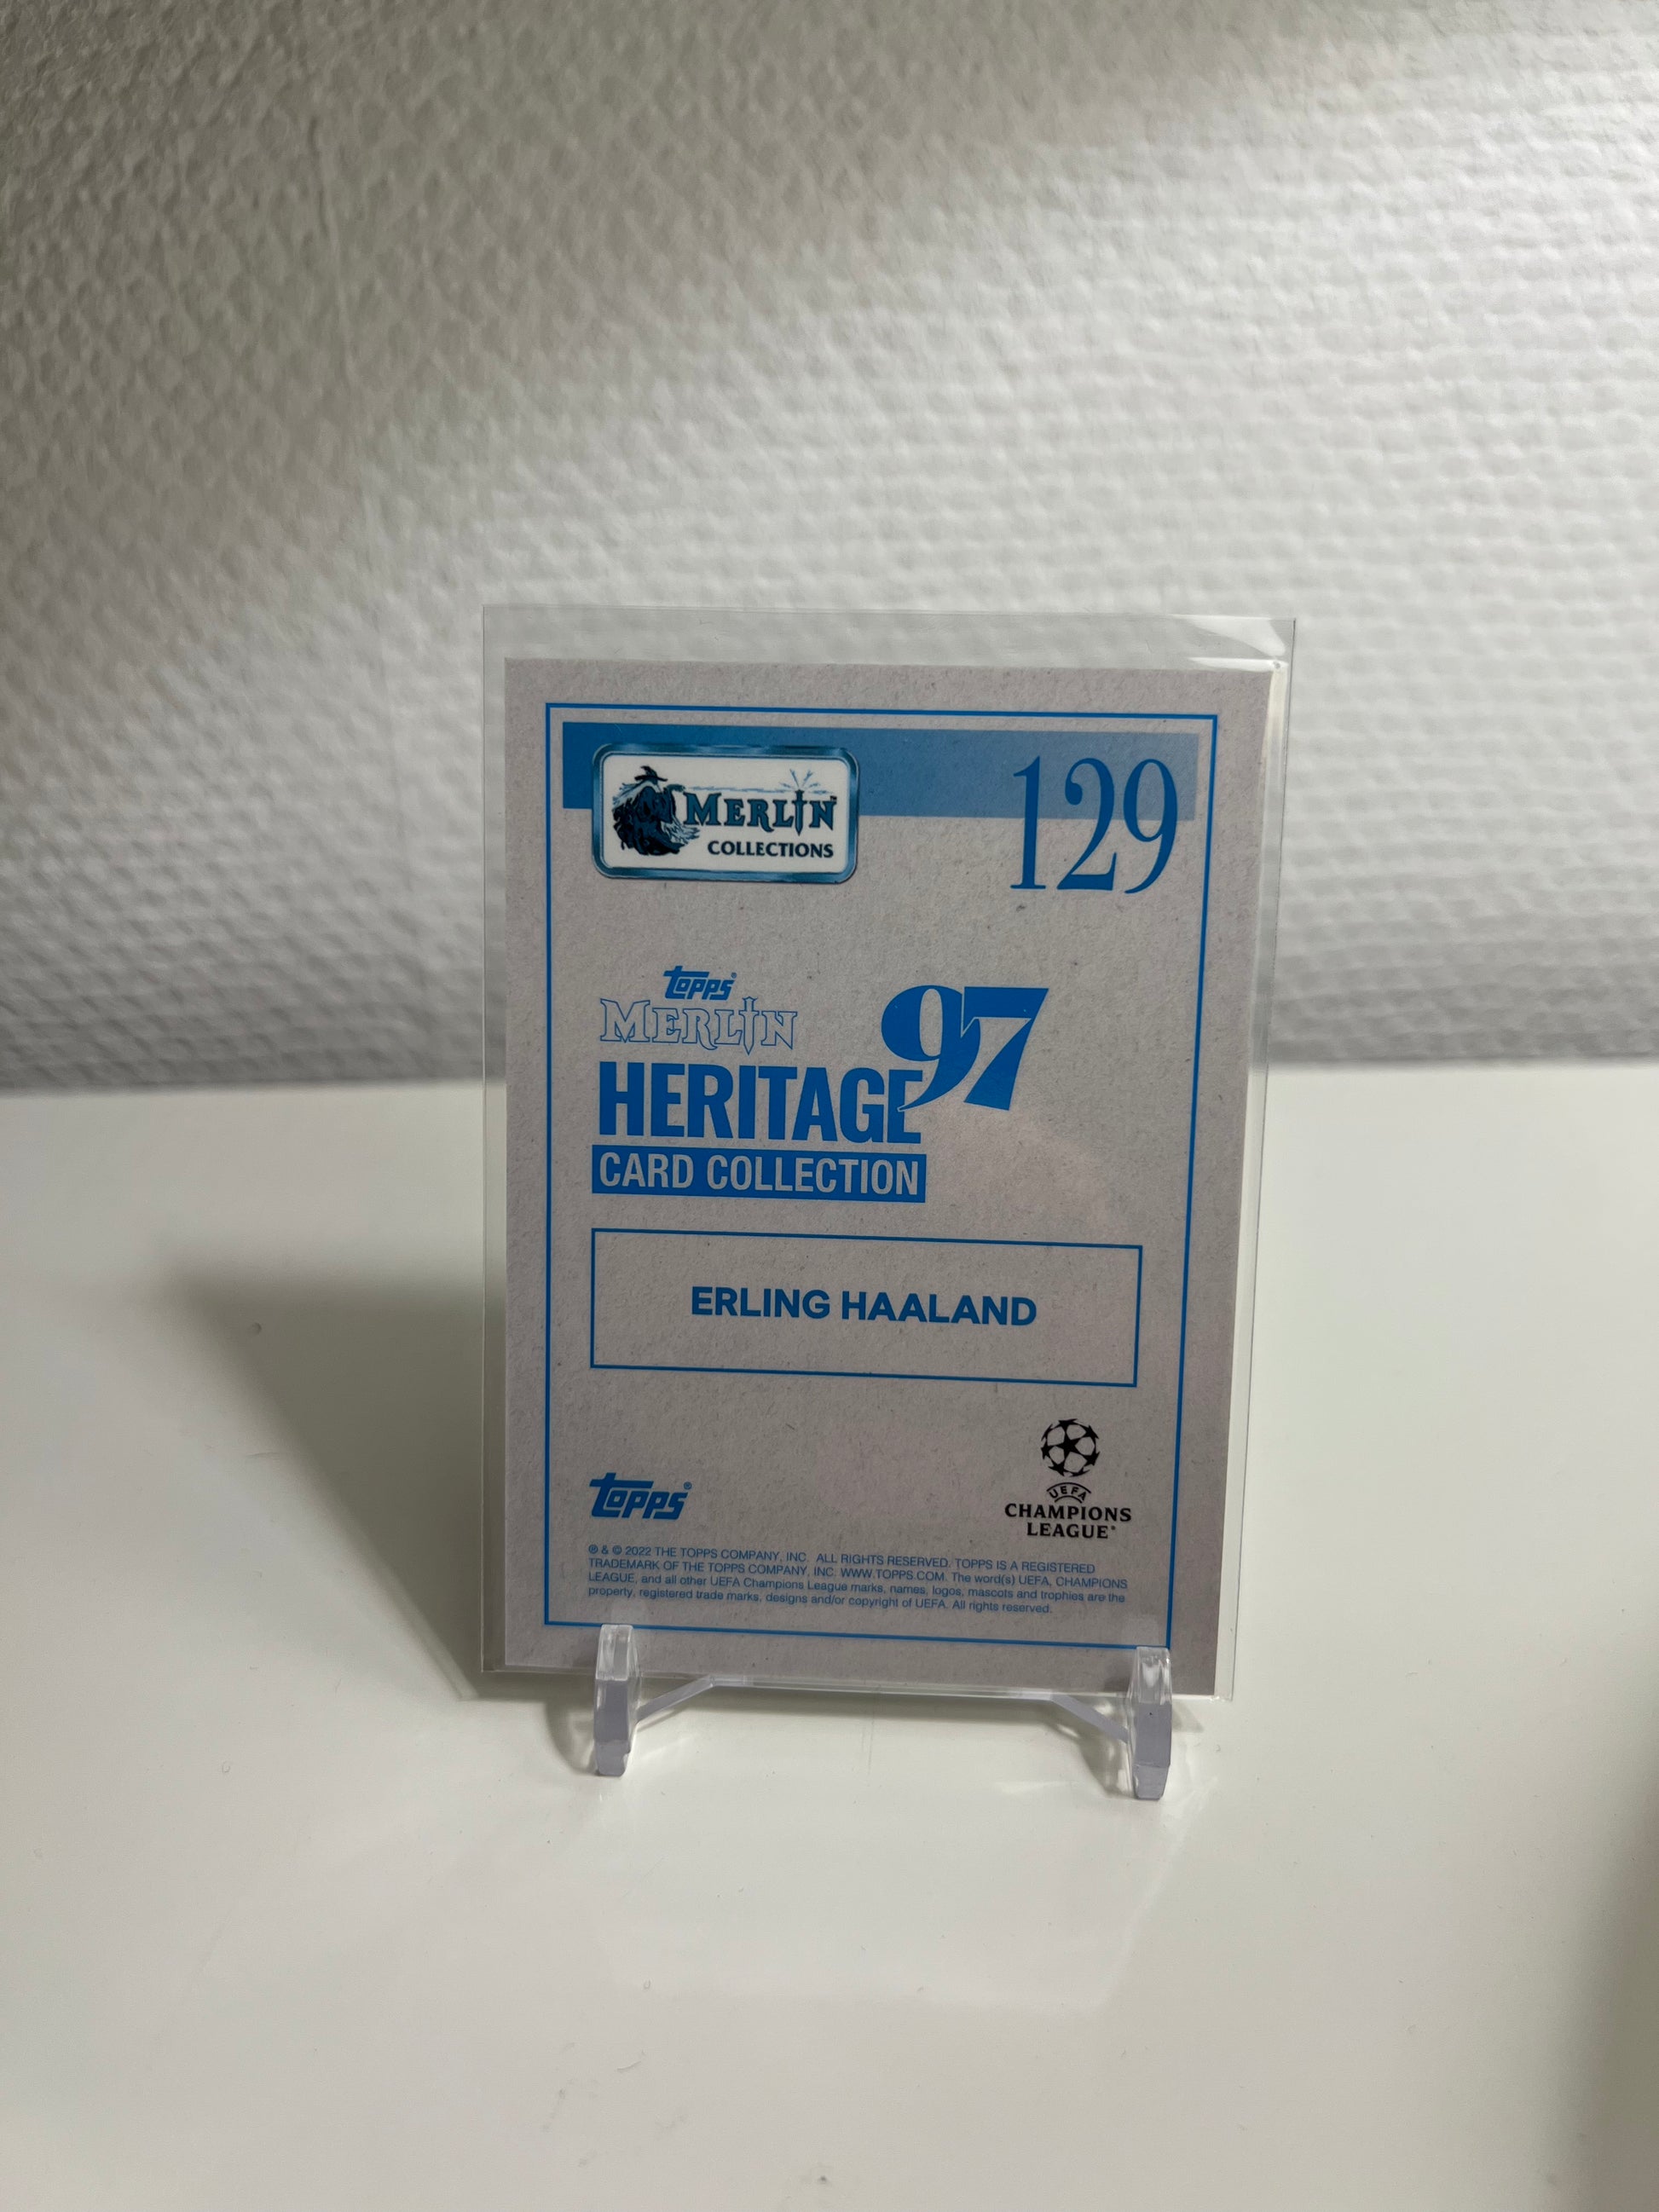 MERLIN™
COLLECTIONS
129
topps®
MERLIN
97
HERITAGE
CARD COLLECTION
ERLING HAALAND
topps®
UEFA
CHAMPIONS
LEAGUE®
® & © 2022 THE TOPPS COMPANY, INC. ALL RIGHTS RESERVED. TOPPS IS A REGISTERED
TRADEMARK OF THE TOPPS COMPANY, INC. WWW.TOPPS.COM. The word(s) UEFA, CHAMPIONS
LEAGUE, and all other UEFA Champions League marks, names, logos, mascots and trophies are the
property, registered trade marks, designs and/or copyright of UEFA. All rights reserved.